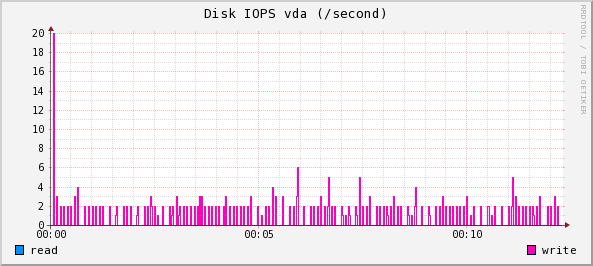 Disk IOPS vda (/second)
RRDTOOL / TOBI OETIKER
20
18
16
14
12
10
8
6
4
2
0
00:00 00:05 00:10
read write